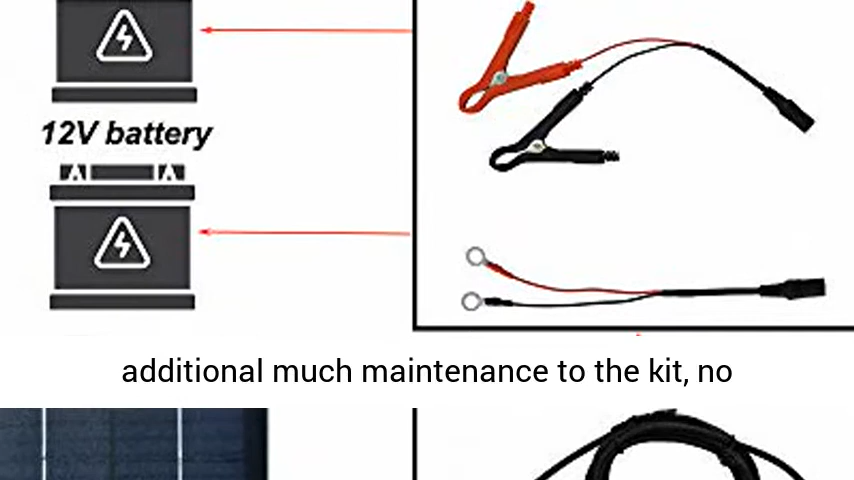 12V battery
additional much maintenance to the kit, no